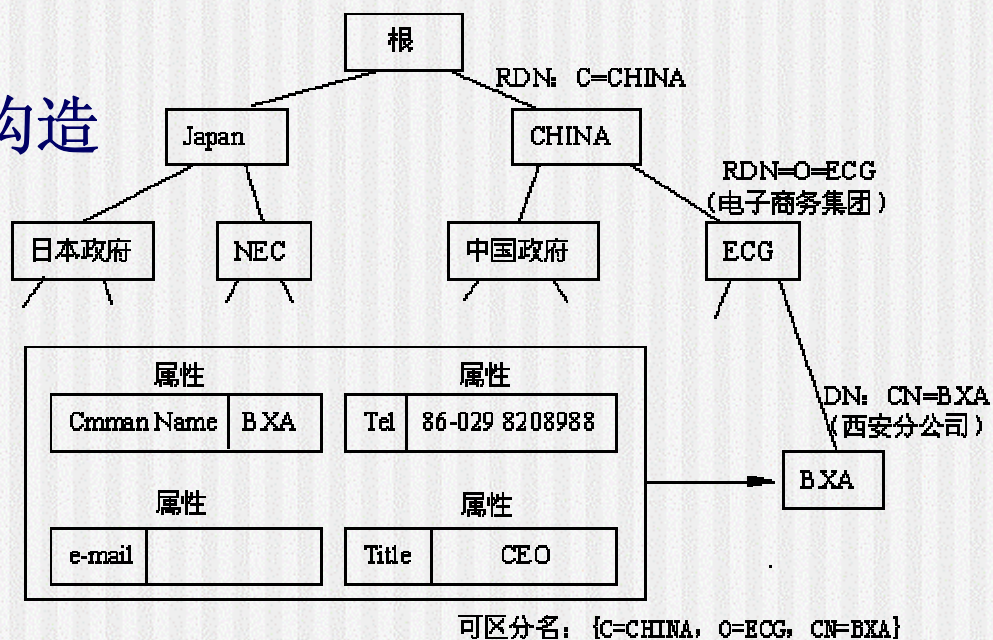 根
RDN: C=CHINA
构造
Japan
CHINA
RDN=O=ECG
(电子商务集团)
日本政府
NEC
中国政府
ECG
属性
属性
Cmman Name BXA
Tel 86-029 8208988
DN: CN=BXA
(西安分公司)
属性
属性
BXA
e-mail
Title CEO
可区分名: {C=CHINA, O=ECG, CN=BXA}